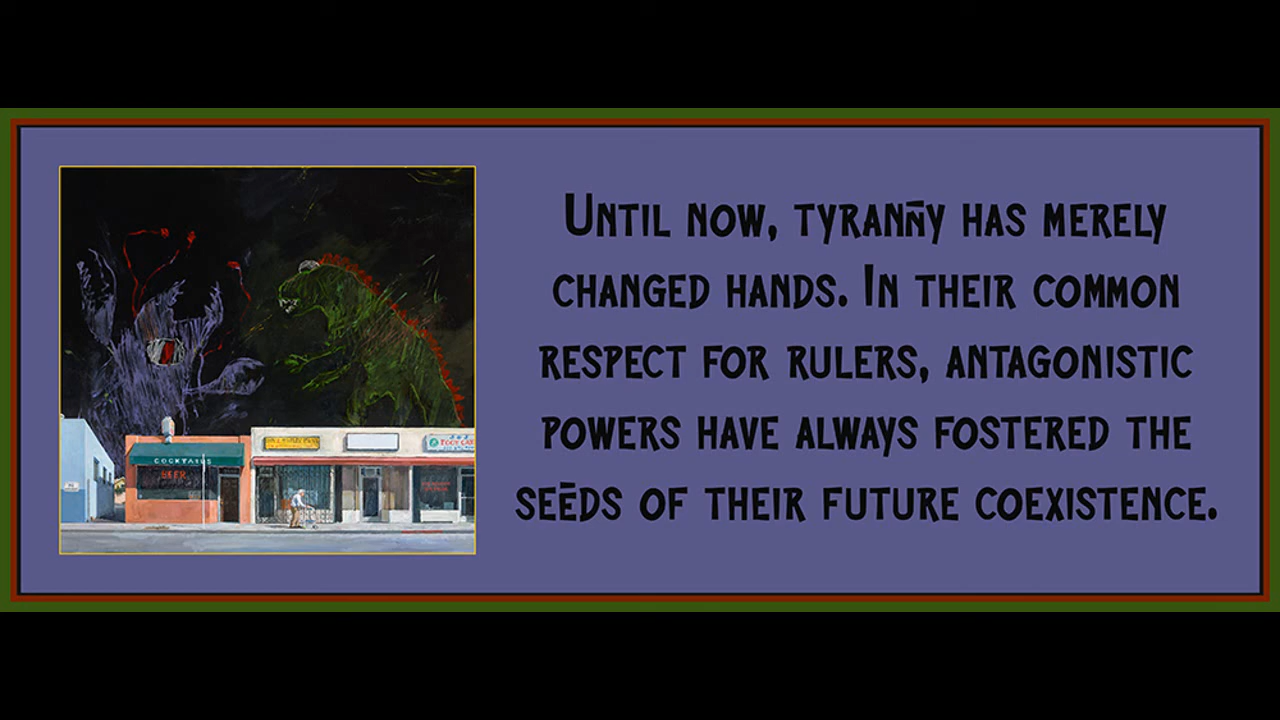 COCKTAILS
BEER
Until now, tyranny has merely
changed hands. In their common
respect for rulers, antagonistic
powers have always fostered the
seeds of their future coexistence.